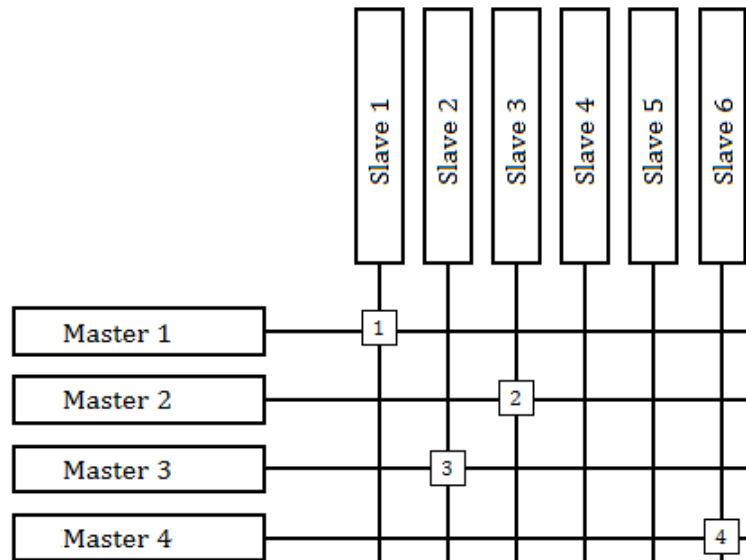 Slave 1
Slave 2
Slave 3
Slave 4
Slave 5
Slave 6
Master 1
1
Master 2
2
Master 3
3
Master 4
4